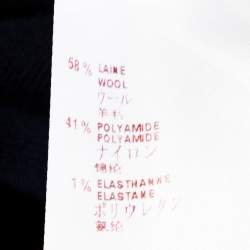 58% LAINE
WOOL
ウール
羊毛
41% POLYAMIDE
POLYAMIDE
ナイロン
1% ELASTHANNE
ELASTANE
ポリウレタン